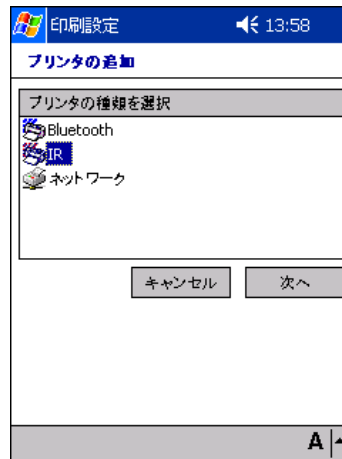 印刷設定 13:58
プリンタの追加
プリンタの種類を選択
Bluetooth
IR
ネットワーク
キャンセル 次へ
A